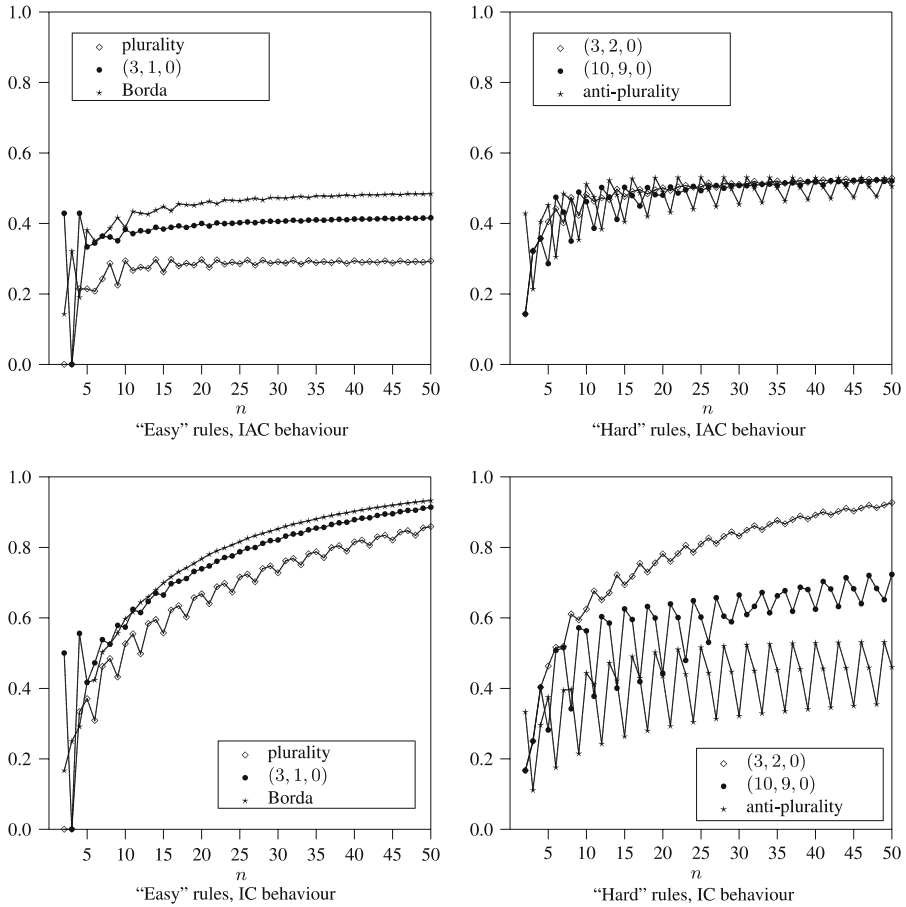 1.0
0.8
0.6
0.4
0.2
0.0
plurality
(3, 1, 0)
Borda
5 10 15 20 25 30 35 40 45 50
n
“Easy” rules, IAC behaviour
1.0
0.8
0.6
0.4
0.2
0.0
(3, 2, 0)
(10, 9, 0)
anti-plurality
5 10 15 20 25 30 35 40 45 50
n
“Hard” rules, IAC behaviour
1.0
0.8
0.6
0.4
0.2
0.0
plurality
(3, 1, 0)
Borda
5 10 15 20 25 30 35 40 45 50
n
“Easy” rules, IC behaviour
1.0
0.8
0.6
0.4
0.2
0.0
(3, 2, 0)
(10, 9, 0)
anti-plurality
5 10 15 20 25 30 35 40 45 50
n
“Hard” rules, IC behaviour